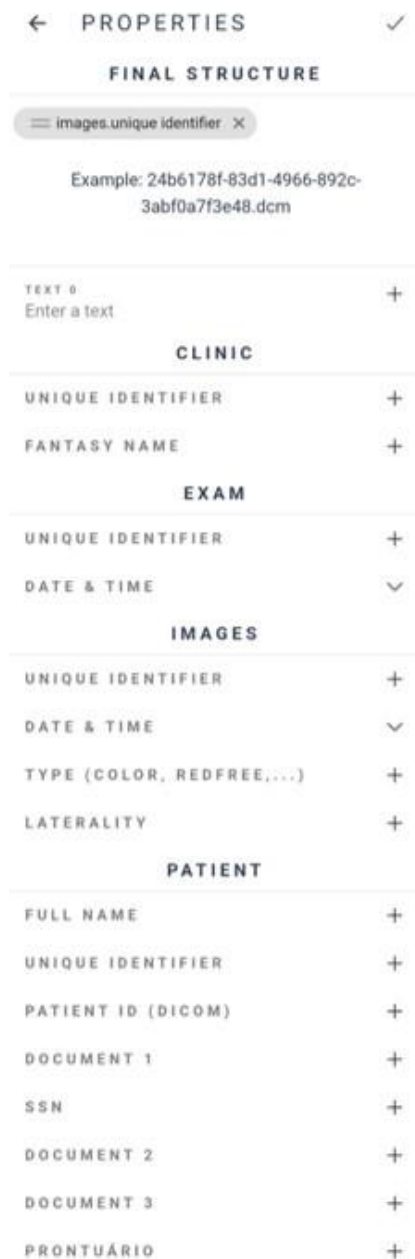 PROPERTIES
FINAL STRUCTURE
images.unique identifier
Example: 24b6178f-83d1-4966-892c-
3abf0a7f3e48.dcm
TEXT 0
Enter a text
CLINIC
UNIQUE IDENTIFIER
FANTASY NAME
EXAM
UNIQUE IDENTIFIER
DATE & TIME
IMAGES
UNIQUE IDENTIFIER
DATE & TIME
TYPE (COLOR, REDFREE,...)
LATERALITY
PATIENT
FULL NAME
UNIQUE IDENTIFIER
PATIENT ID (DICOM)
DOCUMENT 1
SSN
DOCUMENT 2
DOCUMENT 3
PRONTUÁRIO